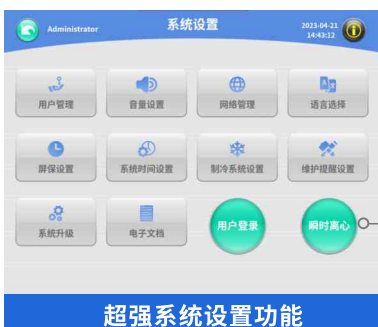 Administrator
系统设置
2023-04-21
14:43:12
用户管理
音量设置
网络管理
语言选择
屏保设置
系统时间设置
制冷系统设置
维护提醒设置
系统升级
电子文档
用户登录
瞬时离心
超强系统设置功能